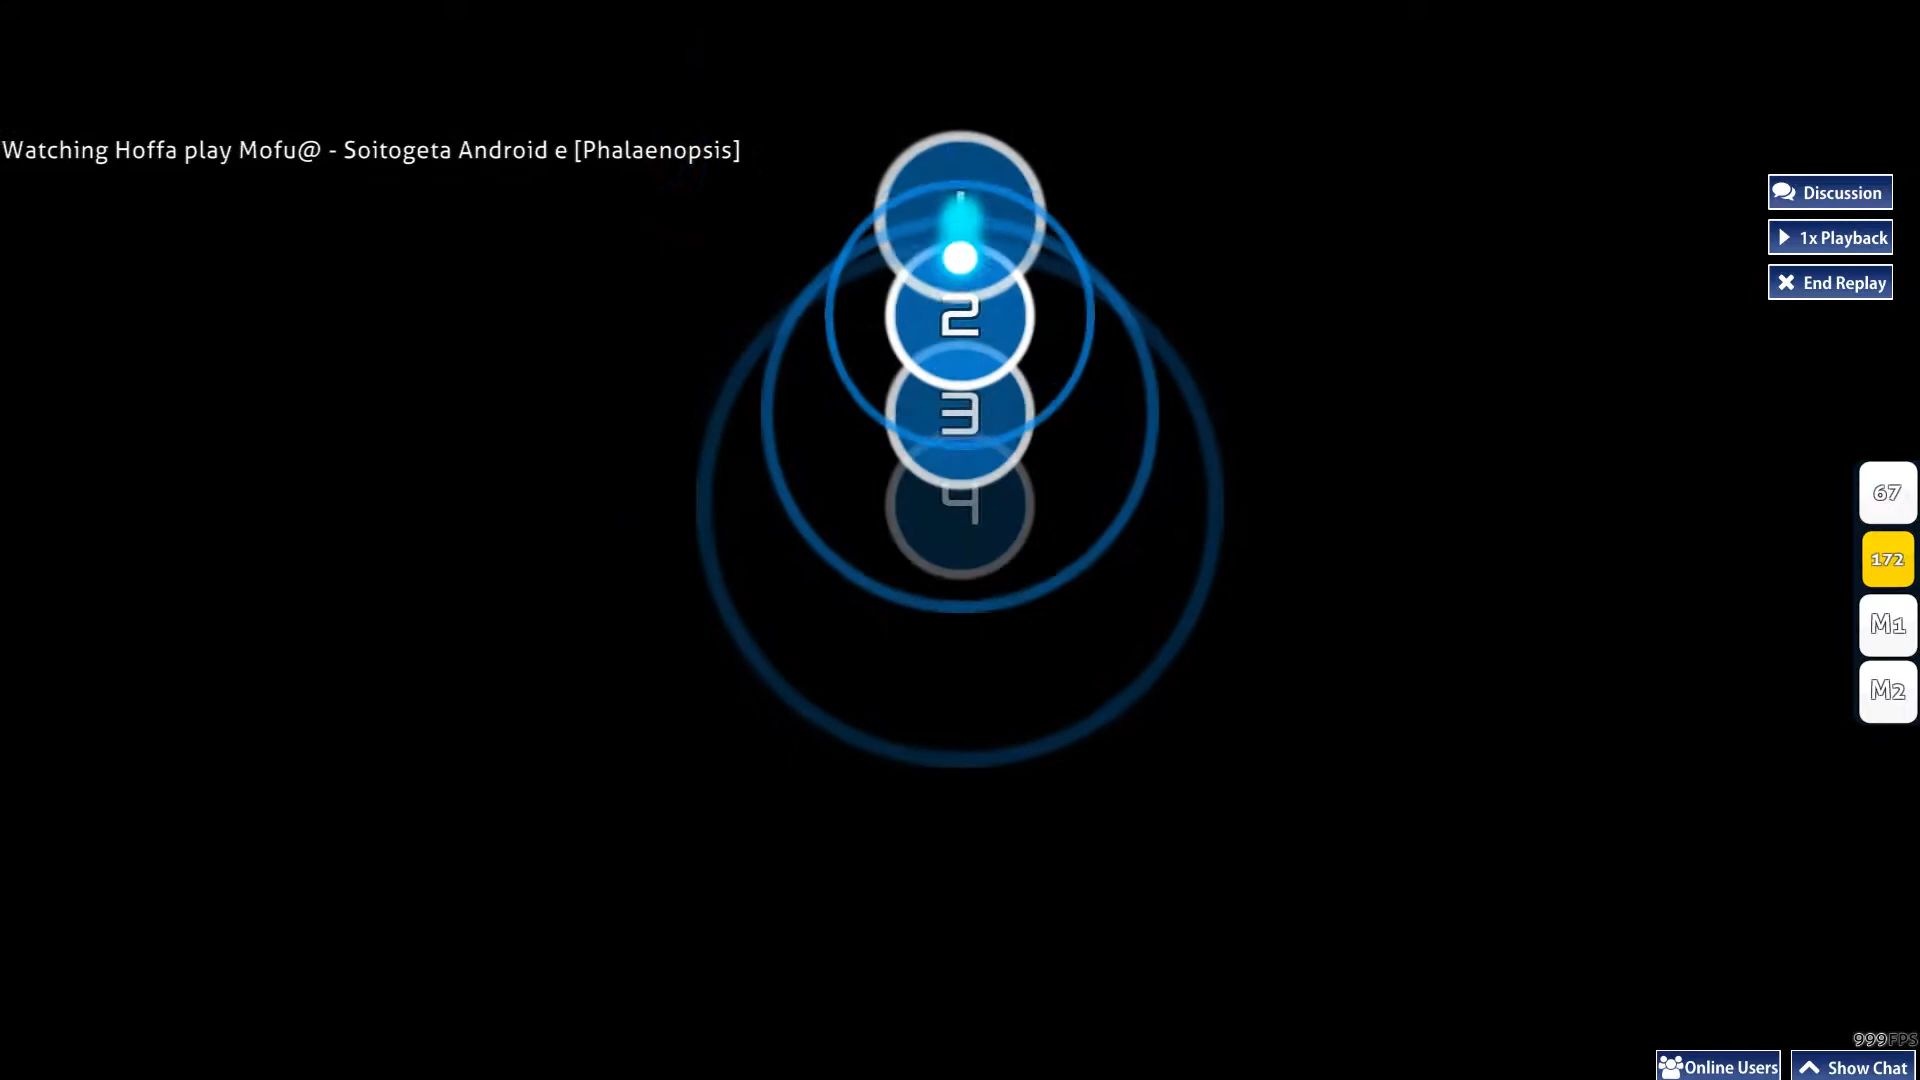 Watching Hoffa play Mofu@ - Soitogeta Android e [Phalaenopsis]
Discussion
1x Playback
End Replay
2
3
4
67
172
M1
M2
999FPS
Online Users
Show Chat